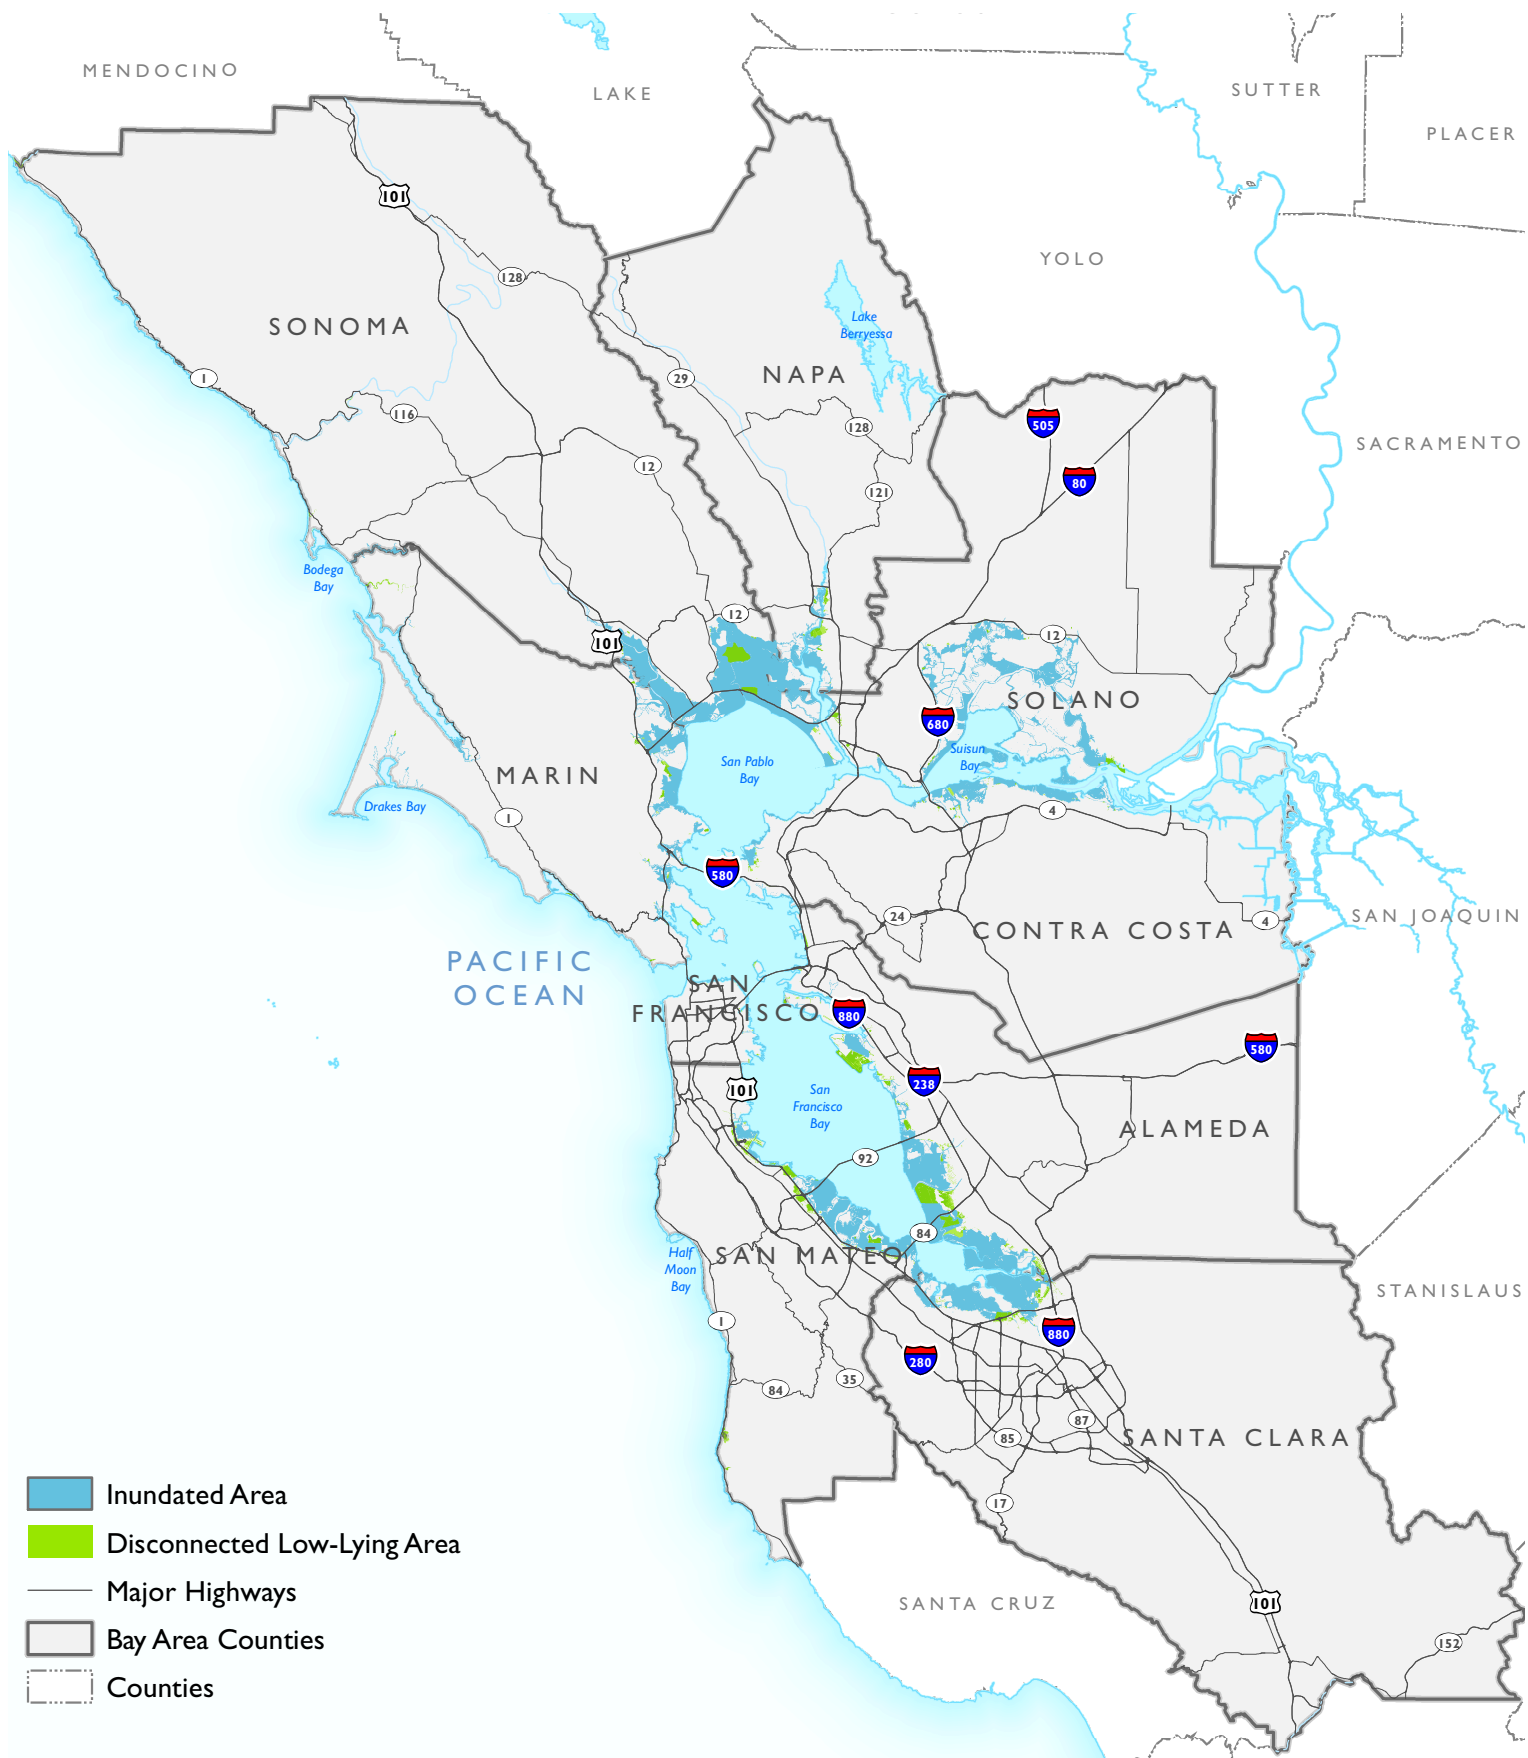 MENDOCINO
LAKE
SUTTER
PLACER
101
YOLO
128
SONOMA
Lake
Berryessa
29
NAPA
1
116
128
505
SACRAMENTO
12
80
121
Bodega
Bay
12
101
12
SOLANO
680
Suisun
Bay
San Pablo
Bay
MARIN
Drakes Bay
1
4
580
24
CONTRA COSTA
4
SAN JOAQUIN
PACIFIC
OCEAN
SAN
FRANCISCO
880
580
238
101
San
Francisco
Bay
ALAMEDA
92
84
Half
Moon
Bay
SAN MATEO
STANISLAUS
1
880
280
84
35
87
85
SANTA CLARA
17
Inundated Area
Disconnected Low-Lying Area
Major Highways
Bay Area Counties
Counties
SANTA CRUZ
101
152